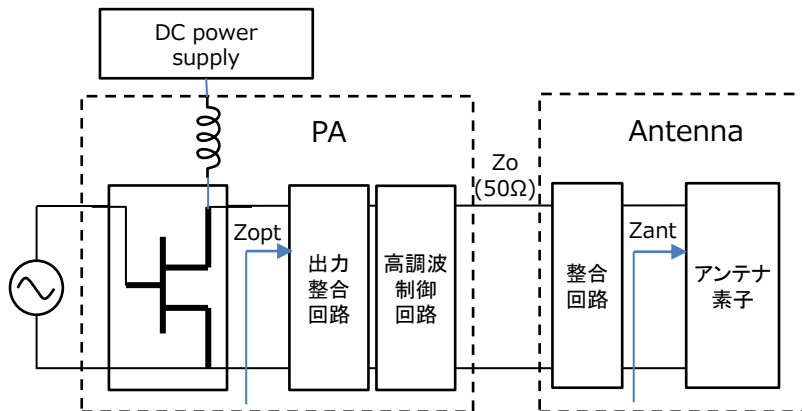 DC power
supply
PA
Antenna
Zo
(50Ω)
Zopt
出力
整合
回路
高調波
制御
回路
整合
回路
Zant
アンテナ
素子